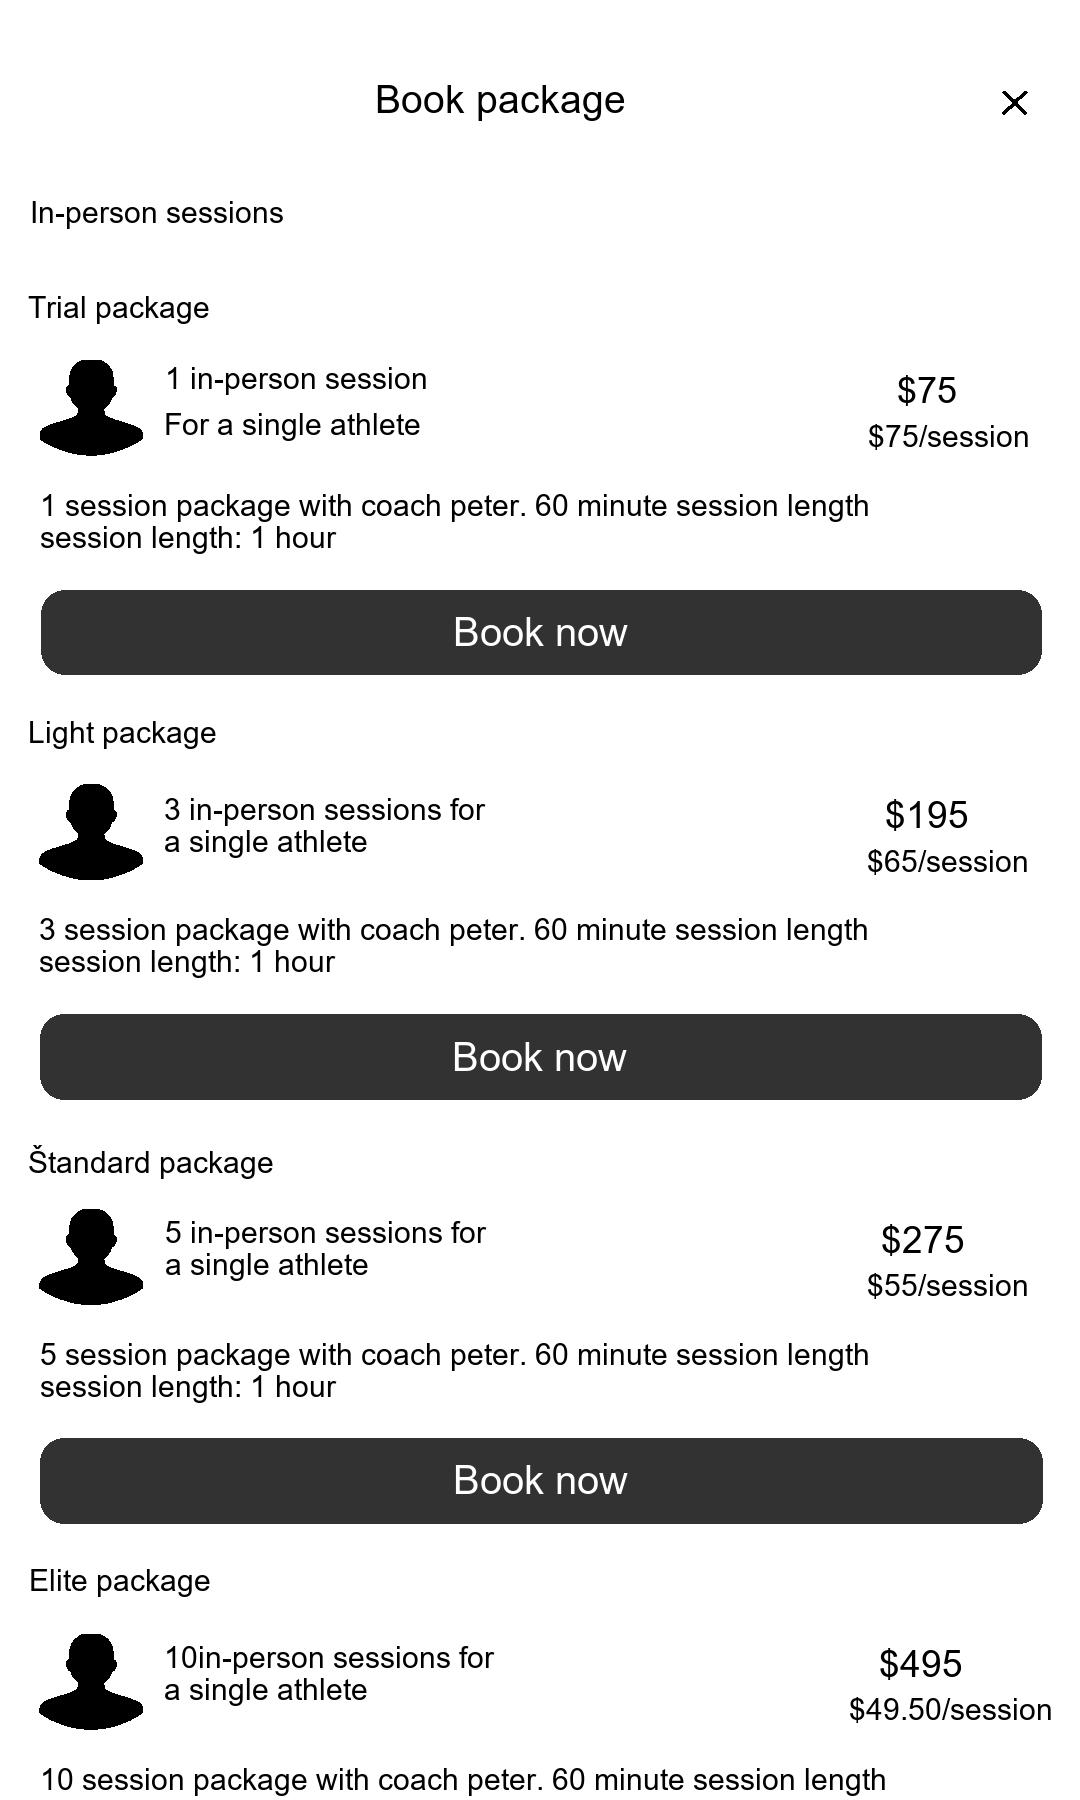 Book package
In-person sessions
Trial package
1 in-person session
For a single athlete
$75
$75/session
1 session package with coach peter. 60 minute session length
session length: 1 hour
Book now
Light package
3 in-person sessions for
a single athlete
$195
$65/session
3 session package with coach peter. 60 minute session length
session length: 1 hour
Book now
Štandard package
5 in-person sessions for
a single athlete
$275
$55/session
5 session package with coach peter. 60 minute session length
session length: 1 hour
Book now
Elite package
10in-person sessions for
a single athlete
$495
$49.50/session
10 session package with coach peter. 60 minute session length